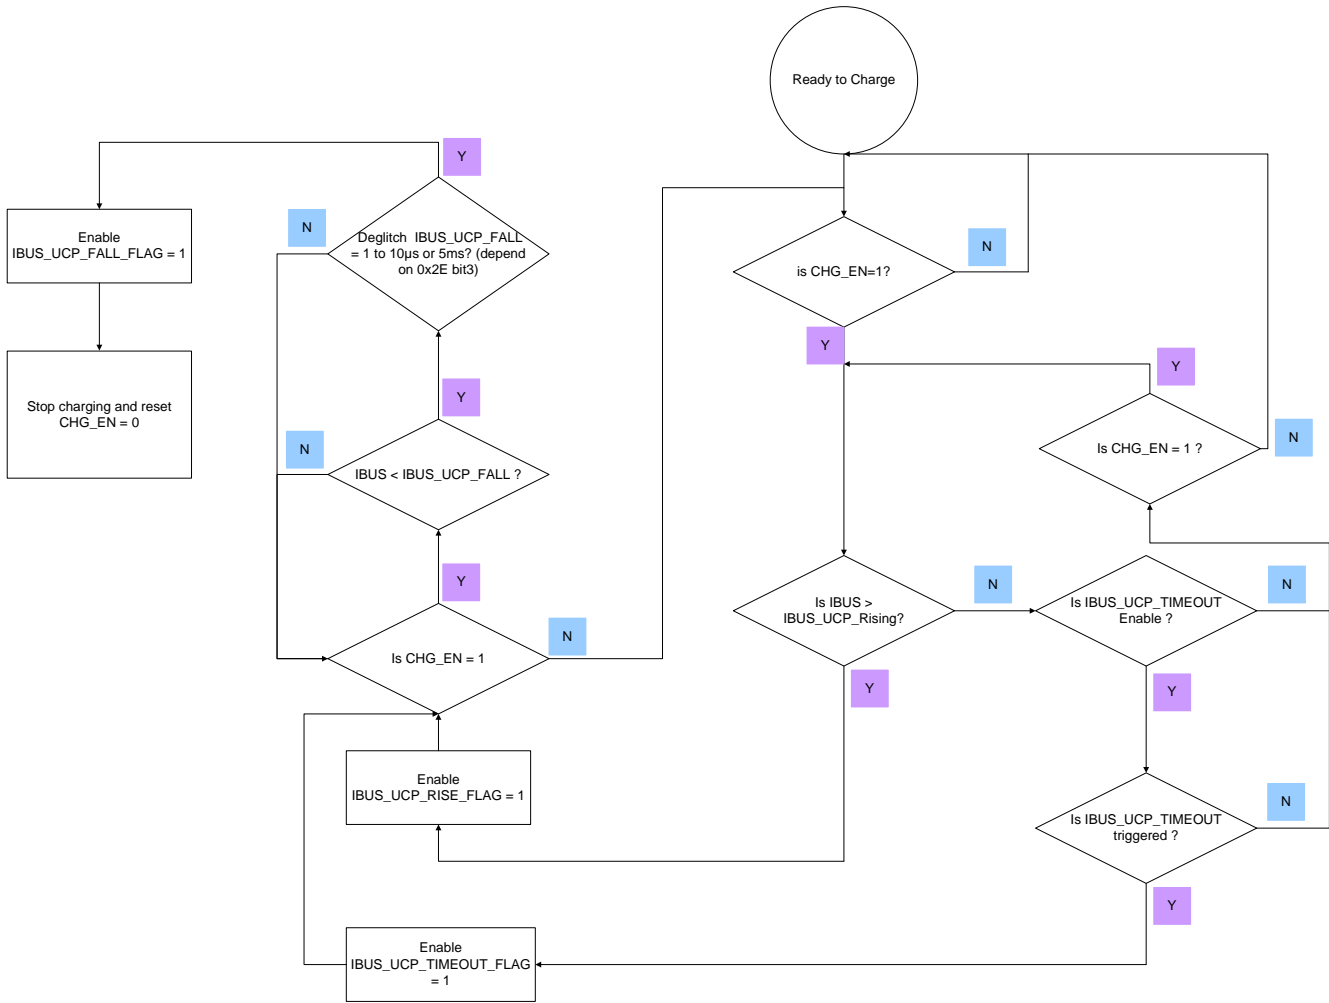 Ready to Charge
Y
Enable
IBUS_UCP_FALL_FLAG = 1
N
Deglitch IBUS_UCP_FALL
= 1 to 10µs or 5ms? (depend
on 0x2E bit3)
is CHG_EN=1?
N
Y
Y
Stop charging and reset
CHG_EN = 0
Y
N
IBUS < IBUS_UCP_FALL ?
Is CHG_EN = 1 ?
N
Y
Is CHG_EN = 1
N
Is IBUS >
IBUS_UCP_Rising?
N
Is IBUS_UCP_TIMEOUT
Enable ?
N
Y
Y
Enable
IBUS_UCP_RISE_FLAG = 1
Is IBUS_UCP_TIMEOUT
triggered ?
N
Y
Enable
IBUS_UCP_TIMEOUT_FLAG
= 1